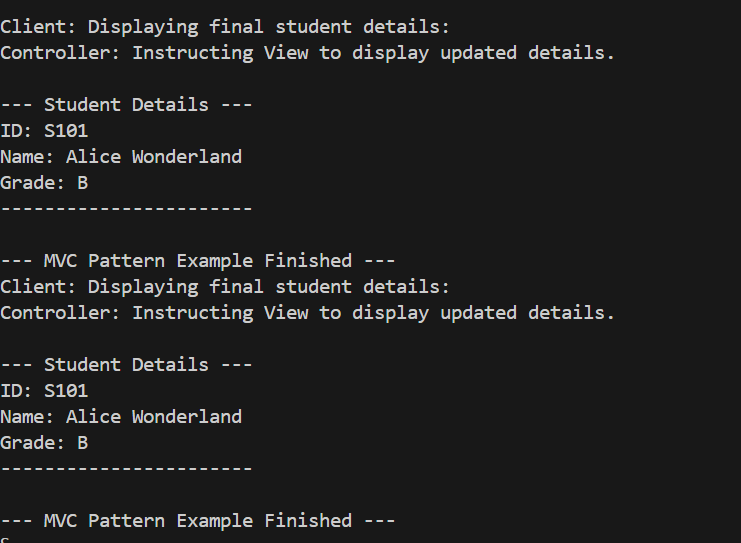 Client: Displaying final student details:
Controller: Instructing View to display updated details.
--- Student Details ---
ID: S101
Name: Alice Wonderland
Grade: B
-----------------------
--- MVC Pattern Example Finished ---
Client: Displaying final student details:
Controller: Instructing View to display updated details.
--- Student Details ---
ID: S101
Name: Alice Wonderland
Grade: B
-----------------------
--- MVC Pattern Example Finished ---